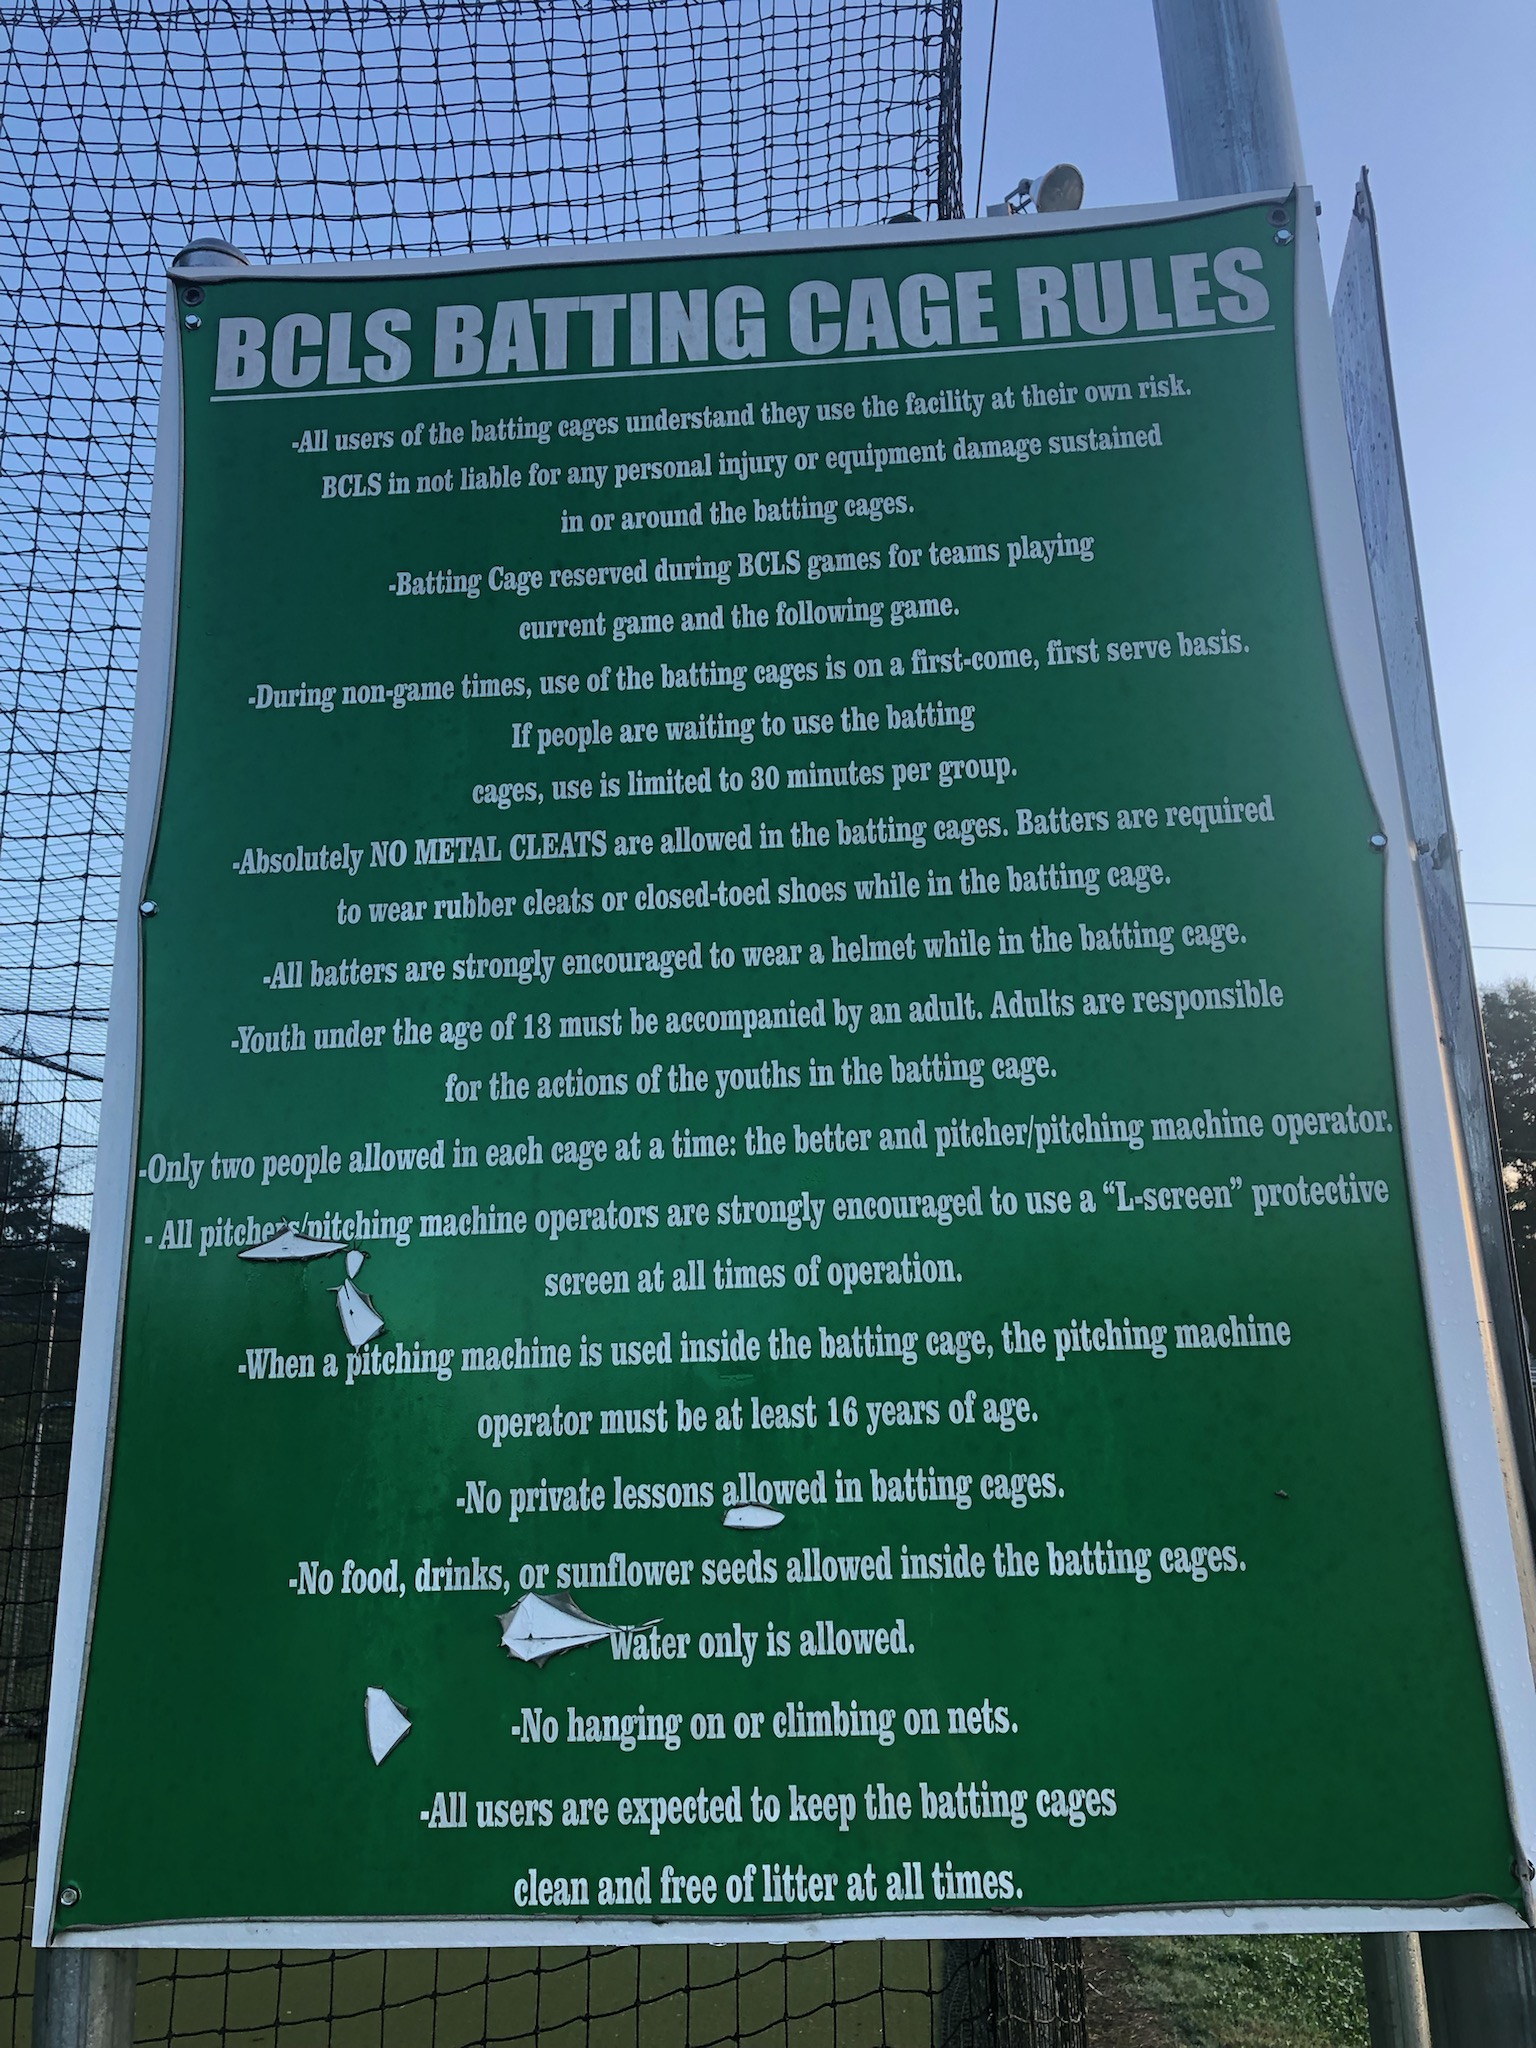 BCLS BATTING CAGE RULES
-All users of the batting cages understand they use the facility at their own risk.
BCLS in not liable for any personal injury or equipment damage sustained
in or around the batting cages.
-Batting Cage reserved during BCLS games for teams playing
current game and the following game.
-During non-game times, use of the batting cages is on a first-come, first serve basis.
If people are waiting to use the batting
cages, use is limited to 30 minutes per group.
-Absolutely NO METAL CLEATS are allowed in the batting cages. Batters are required
to wear rubber cleats or closed-toed shoes while in the batting cage.
-All batters are strongly encouraged to wear a helmet while in the batting cage.
-Youth under the age of 13 must be accompanied by an adult. Adults are responsible
for the actions of the youths in the batting cage.
-Only two people allowed in each cage at a time: the better and pitcher/pitching machine operator.
- All pitchers/pitching machine operators are strongly encouraged to use a “L-screen” protective
screen at all times of operation.
-When a pitching machine is used inside the batting cage, the pitching machine
operator must be at least 16 years of age.
-No private lessons allowed in batting cages.
-No food, drinks, or sunflower seeds allowed inside the batting cages.
Water only is allowed.
-No hanging on or climbing on nets.
-All users are expected to keep the batting cages
clean and free of litter at all times.